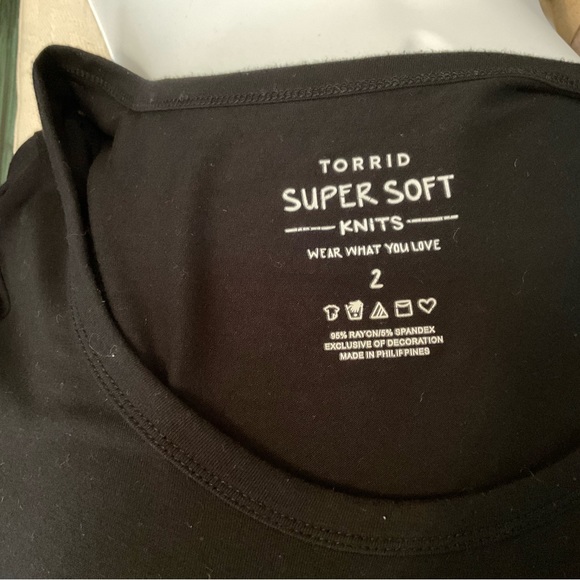 TORRID
SUPER SOFT
KNITS
WEAR WHAT YOU LOVE
2
95% RAYON/5% SPANDEX
EXCLUSIVE OF DECORATION
MADE IN PHILIPPINES